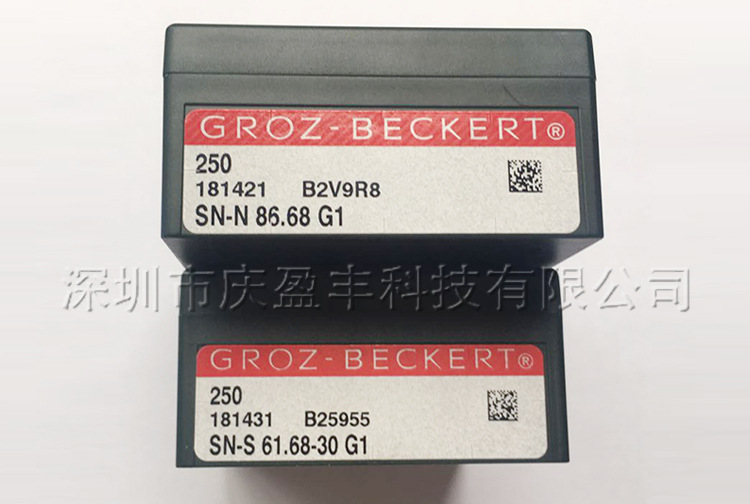 GROZ-BECKERT®
250
181421 B2V9R8
SN-N 86.68 G1
深圳市庆盈丰科技有限公司
GROZ-BECKERT®
250
181431 B25955
SN-S 61.68-30 G1